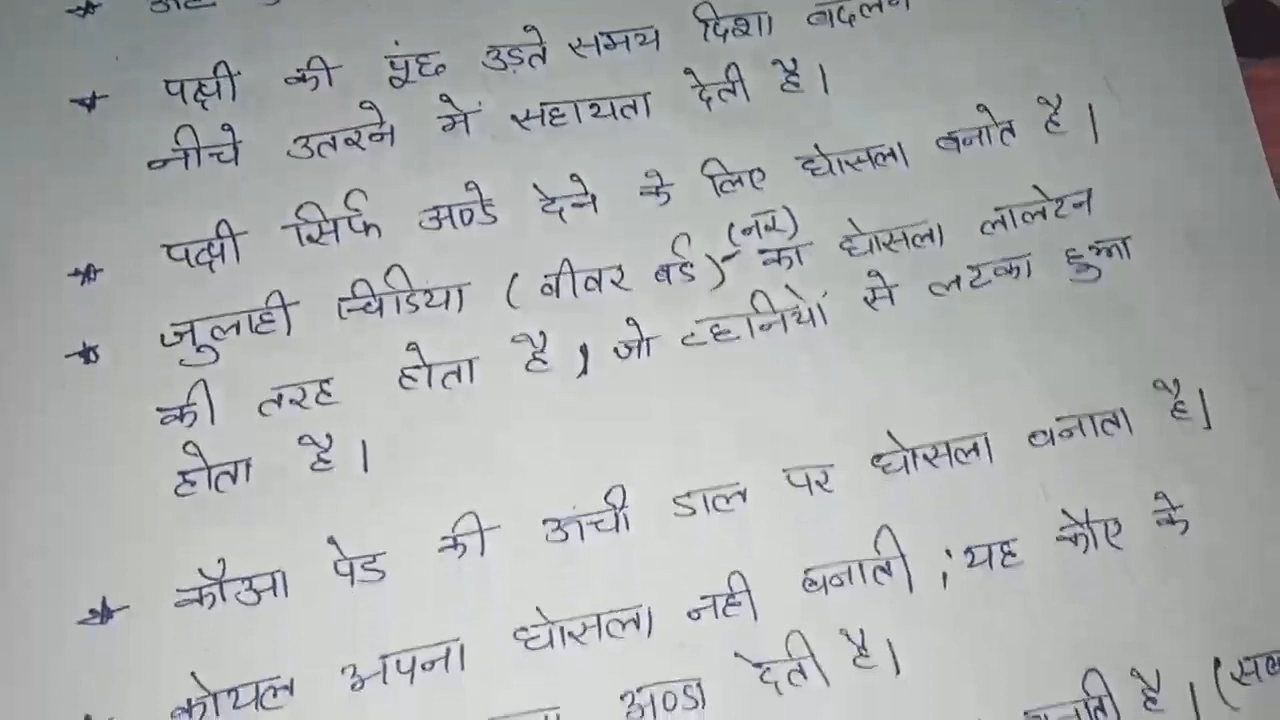 पक्षी की पूंछ उड़ते समय दिशा बदलने
नीचे उतरने में सहायता देती है।
पक्षी सिर्फ अण्डे देने के लिए घोसला बनाते है।
जुलाही चिडिया (वीवर बर्ड)-(नर) का घोसला लालटेन
की तरह होता है, जो टहनियों से लटका हुआ
होता है।
कौआ पेड की ऊंची डाल पर घोसला बनाता है।
कोयल अपना घोसला नही बनाती ; यह कौए के
अण्डा देती है।
है। (सब